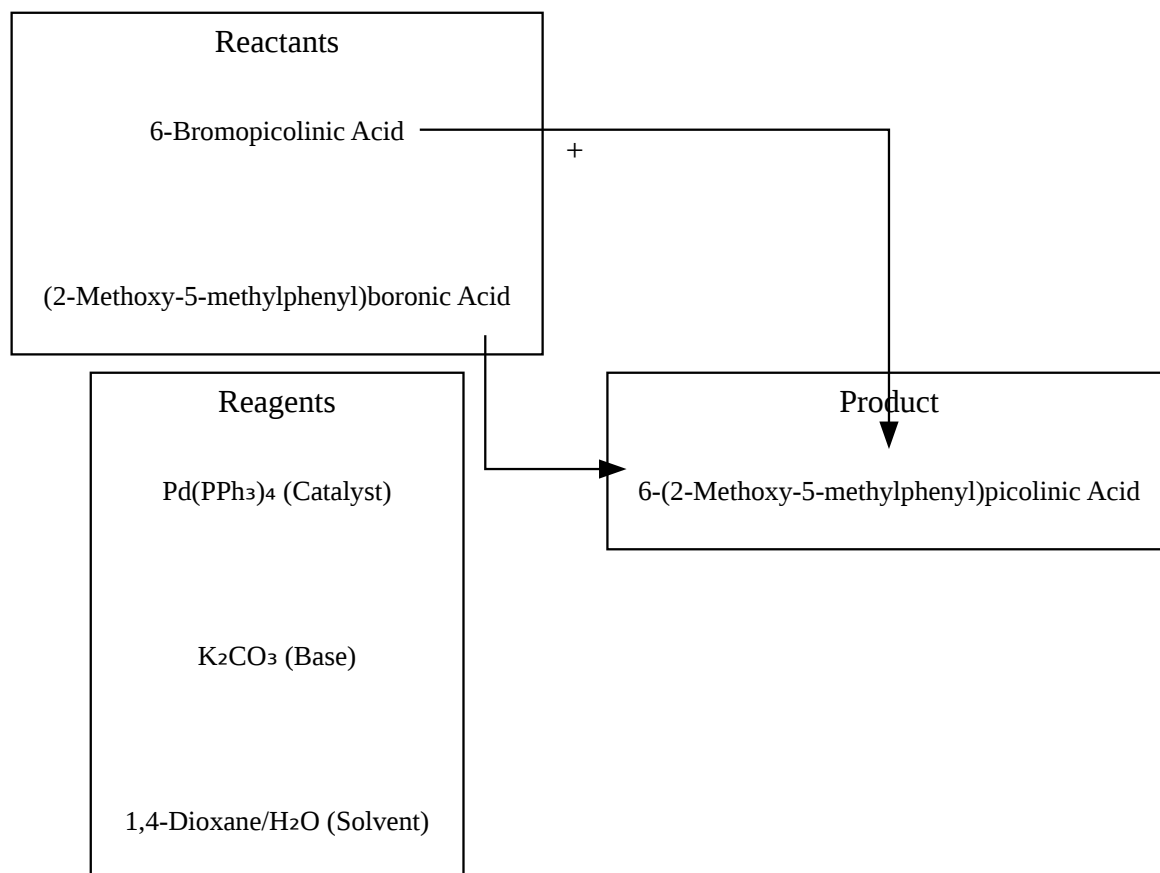 Reactants
6-Bromopicolinic Acid
+
(2-Methoxy-5-methylphenyl)boronic Acid
Reagents
Pd(PPh₃)₄ (Catalyst)
K₂CO₃ (Base)
1,4-Dioxane/H₂O (Solvent)
Product
6-(2-Methoxy-5-methylphenyl)picolinic Acid